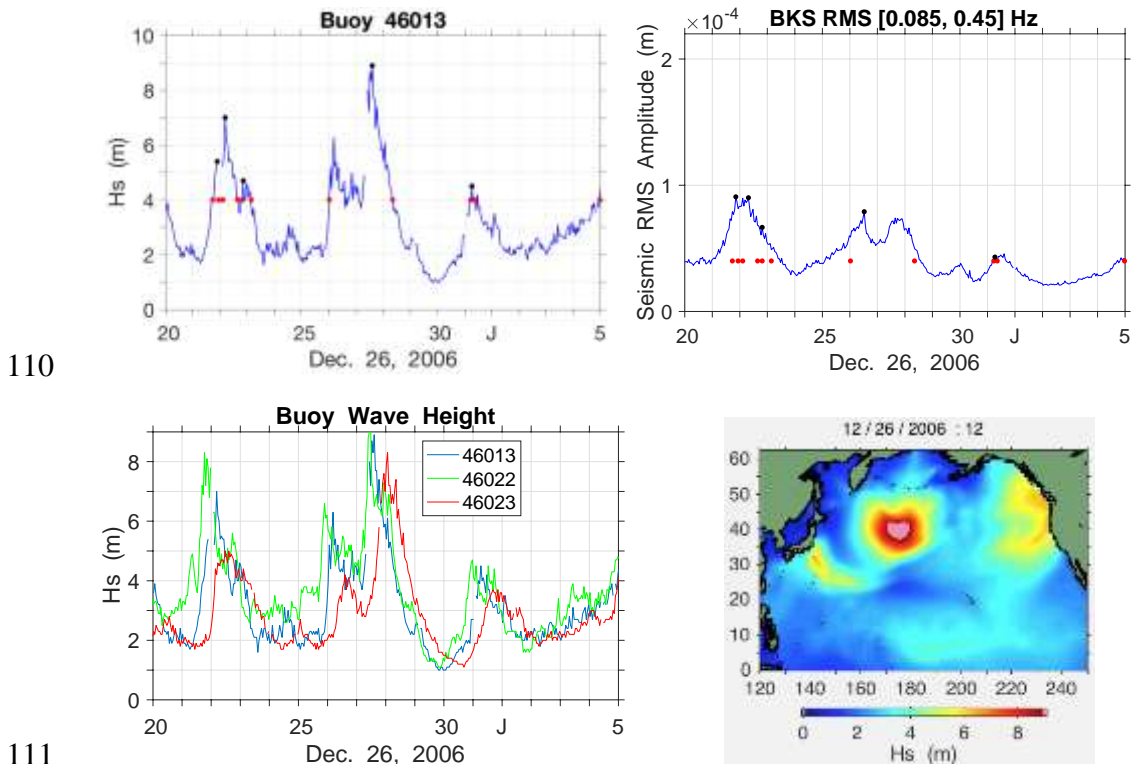 Buoy 46013
10
8
6
4
2
0
Hs (m)
20 25 30 J 5
Dec. 26, 2006
×10-4
BKS RMS [0.085, 0.45] Hz
2
1
0
Seismic RMS Amplitude (m)
20 25 30 J 5
Dec. 26, 2006
110
Buoy Wave Height
46013
46022
46023
8
6
4
2
0
Hs (m)
20 25 30 J 5
Dec. 26, 2006
12 / 26 / 2006 : 12
60
50
40
30
20
10
0
120 140 160 180 200 220 240
0 2 4 6 8
Hs (m)
111